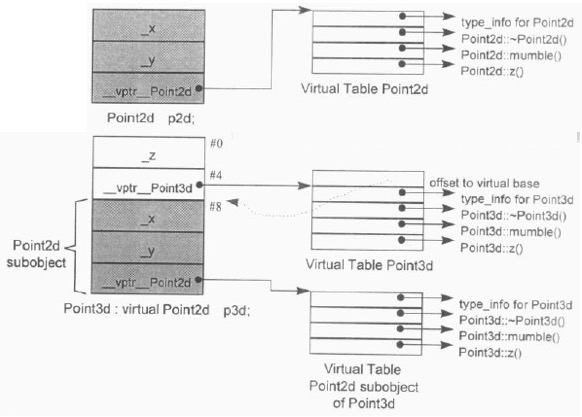 _x
_y
__vptr__Point2d
Point2d p2d;
type_info for Point2d
Point2d::~Point2d()
Point2d::mumble()
Point2d::z()
Virtual Table Point2d
#0
_z
#4
__vptr__Point3d
#8
_x
_y
__vptr__Point2d
Point2d
subobject
Point3d : virtual Point2d p3d;
offset to virtual base
type_info for Point3d
Point3d::~Point3d()
Point3d::mumble()
Point3d::z()
Virtual Table Point3d
type_info for Point3d
Point3d::~Point3d()
Point3d::mumble()
Point3d::z()
Virtual Table
Point2d subobject
of Point3d